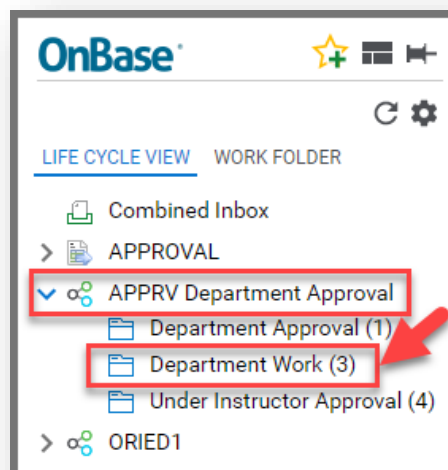 OnBase
LIFE CYCLE VIEW WORK FOLDER
Combined Inbox
APPROVAL
APPRV Department Approval
Department Approval (1)
Department Work (3)
Under Instructor Approval (4)
ORIED1